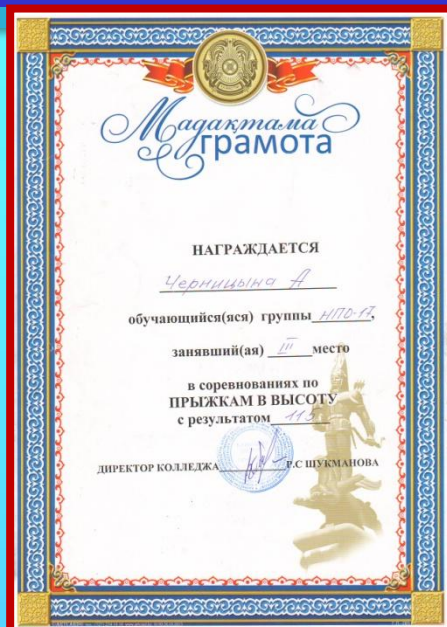 Мадақтама
грамота
НАГРАЖДАЕТСЯ
Черницына А
обучающийся(яся) группы НПО-17,
занявший(ая) III место
в соревнованиях по
ПРЫЖКАМ В ВЫСОТУ
с результатом 115
ДИРЕКТОР КОЛЛЕДЖА Р.С ШУКМАНОВА